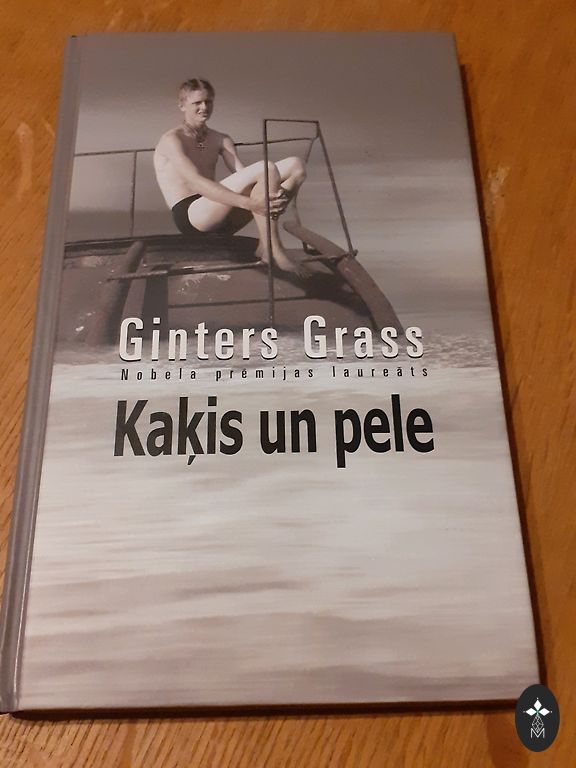 Ginters Grass
Nobela prēmijas laureāts
Kaķis un pele
M